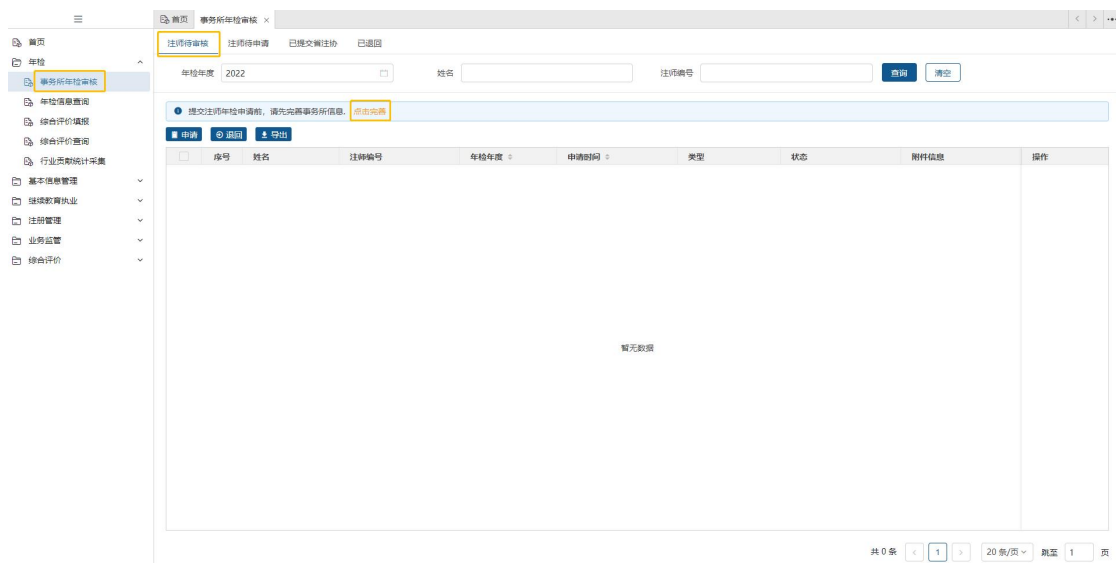 首页 事务所年检审核 ×
首页
年检
事务所年检审核
年检信息查询
综合评价填报
综合评价查询
行业贡献统计采集
基本信息管理
继续教育执业
注册管理
业务监管
综合评价
注师待审核 注师待申请 已提交省注协 已退回
年检年度 2022 姓名 注师编号 查询 清空
提交注师年检申请前，请先完善事务所信息. 点击完善
申请 退回 导出
序号 姓名 注师编号 年检年度 申请时间 类型 状态 附件信息 操作
暂无数据
共 0 条 < 1 > 20 条/页 跳至 1 页